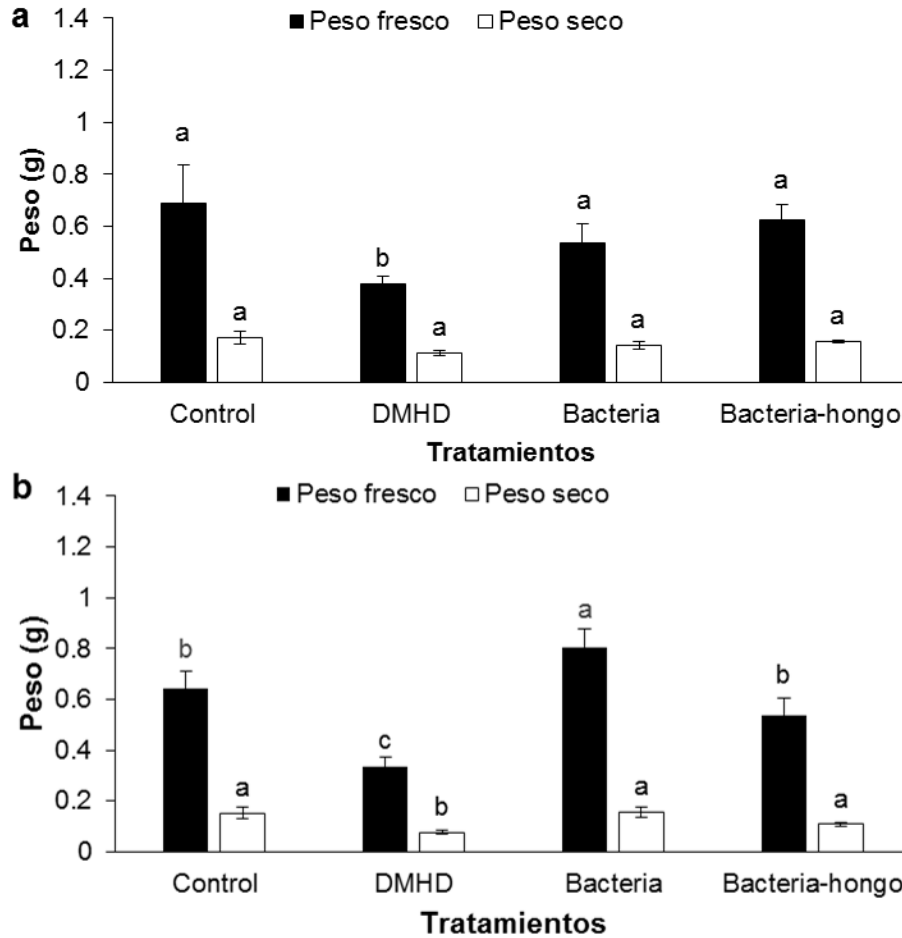 a
■ Peso fresco □ Peso seco
1.4
1.2
1
0.8
0.6
0.4
0.2
0
Peso (g)
a
a
b
a
a
a
a
a
Control DMHD Bacteria Bacteria-hongo
Tratamientos
b
■ Peso fresco □ Peso seco
1.4
1.2
1
0.8
0.6
0.4
0.2
0
Peso (g)
b
a
c
b
a
a
b
a
Control DMHD Bacteria Bacteria-hongo
Tratamientos